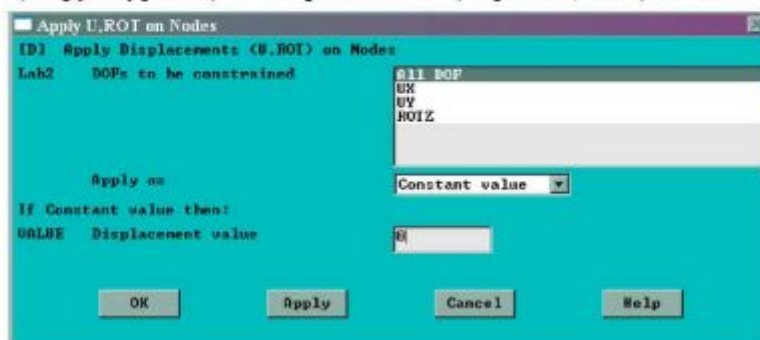 Apply U,ROT on Nodes
[D] Apply Displacements (U,ROT) on Nodes
Lab2 DOFs to be constrained
All DOF
UX
UY
ROTZ
Apply as
Constant value
If Constant value then:
VALUE Displacement value
0
OK Apply Cancel Help